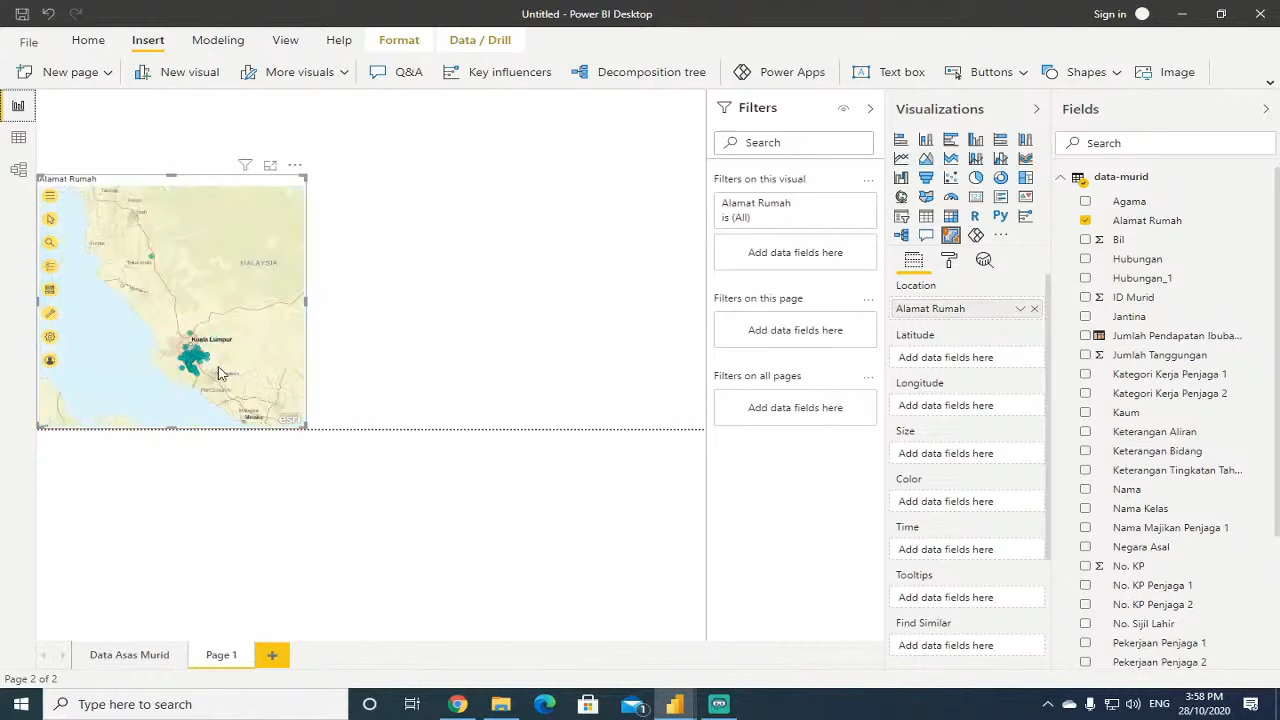 Untitled - Power BI Desktop
Sign in
File
Home
Insert
Modeling
View
Help
Format
Data / Drill
New page
New visual
More visuals
Q&A
Key influencers
Decomposition tree
Power Apps
Text box
Buttons
Shapes
Image
Alamat Rumah
MALAYSIA
Kuala Lumpur
esri
Filters
Search
Filters on this visual
...
Alamat Rumah
is (All)
Add data fields here
Filters on this page
...
Add data fields here
Filters on all pages
...
Add data fields here
Visualizations
R
Py
...
Location
Alamat Rumah
Latitude
Add data fields here
Longitude
Add data fields here
Size
Add data fields here
Color
Add data fields here
Time
Add data fields here
Tooltips
Add data fields here
Find Similar
Add data fields here
Fields
Search
data-murid
Agama
Alamat Rumah
Σ Bil
Hubungan
Hubungan_1
Σ ID Murid
Jantina
Jumlah Pendapatan Ibuba...
Σ Jumlah Tanggungan
Kategori Kerja Penjaga 1
Kategori Kerja Penjaga 2
Kaum
Keterangan Aliran
Keterangan Bidang
Keterangan Tingkatan Tah...
Nama
Nama Kelas
Nama Majikan Penjaga 1
Negara Asal
Σ No. KP
No. KP Penjaga 1
No. KP Penjaga 2
No. Sijil Lahir
Pekerjaan Penjaga 1
Pekerjaan Penjaga 2
Data Asas Murid
Page 1
Page 2 of 2
Type here to search
1
ENG
3:58 PM
28/10/2020